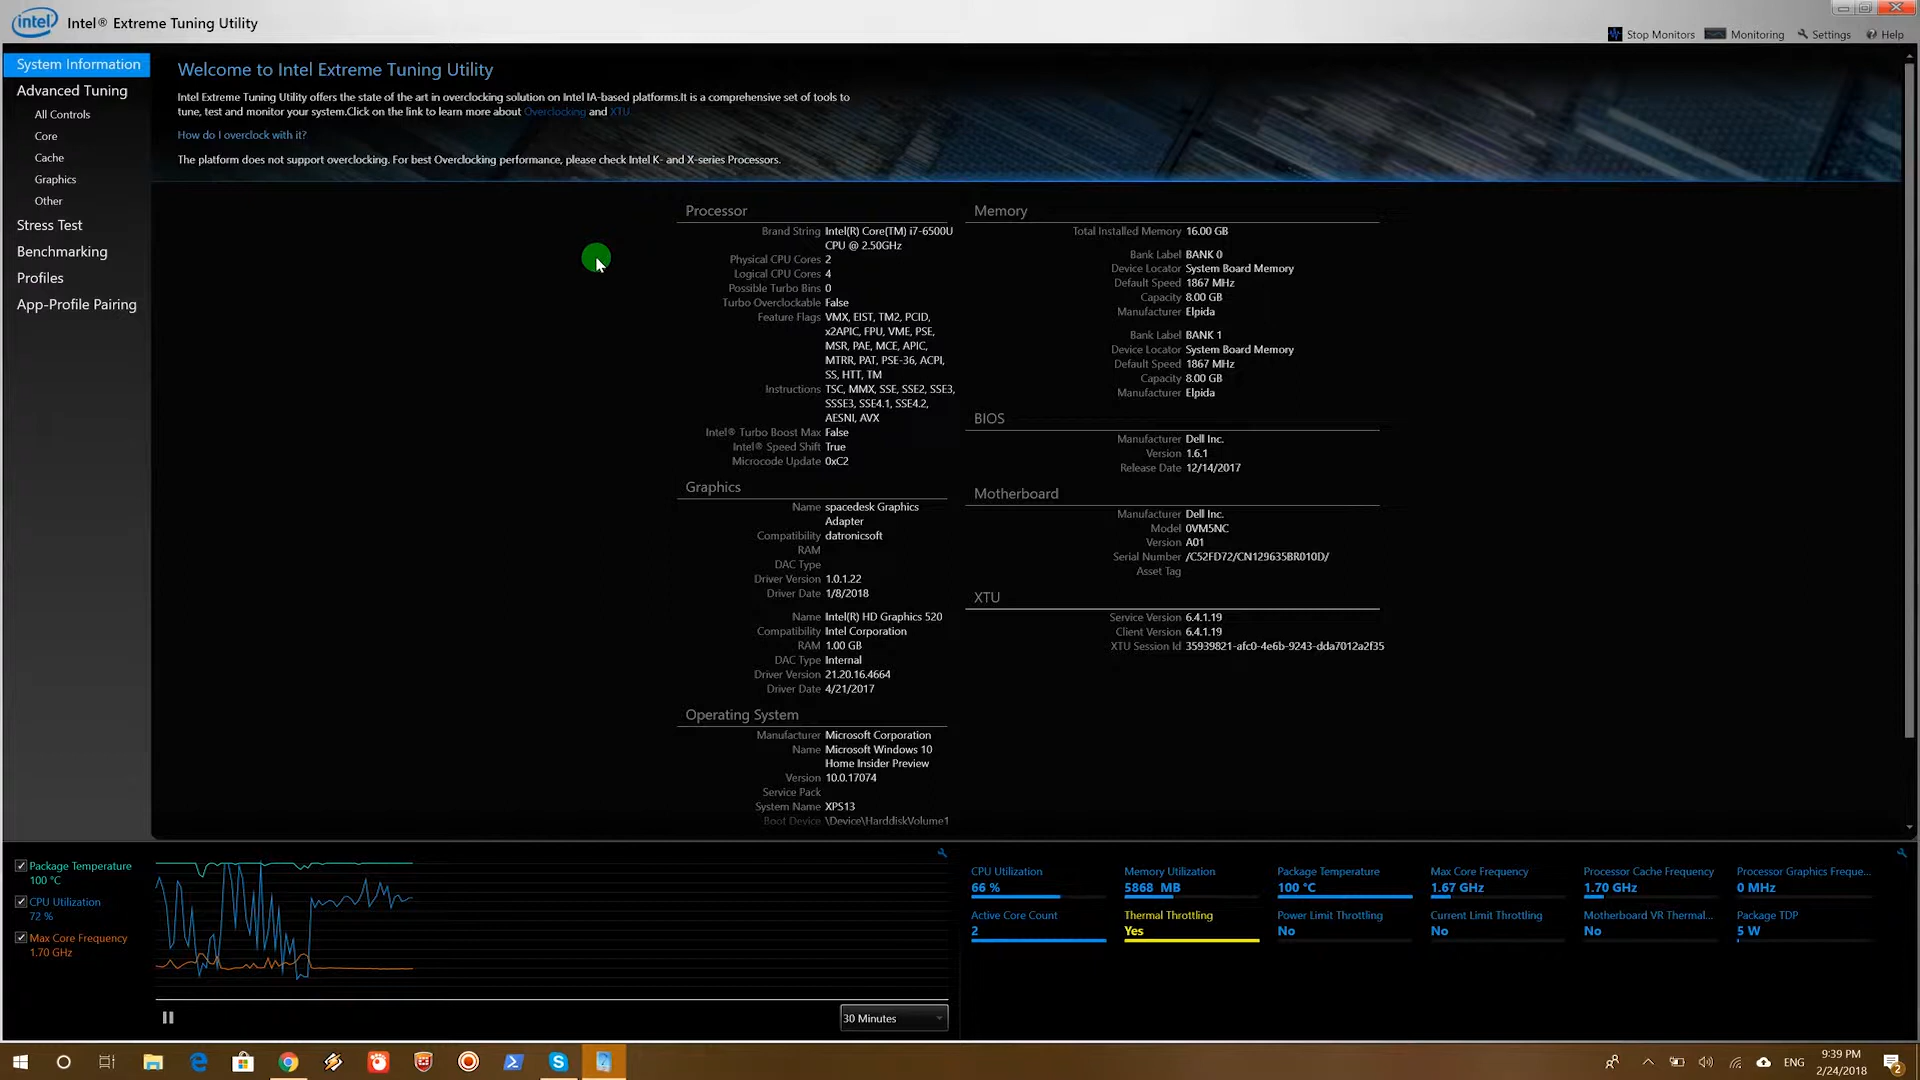 intel Intel® Extreme Tuning Utility
Stop Monitors Monitoring Settings Help
System Information
Advanced Tuning
All Controls
Core
Cache
Graphics
Other
Stress Test
Benchmarking
Profiles
App-Profile Pairing
Welcome to Intel Extreme Tuning Utility
Intel Extreme Tuning Utility offers the state of the art in overclocking solution on Intel IA-based platforms.It is a comprehensive set of tools to
tune, test and monitor your system.Click on the link to learn more about Overclocking and XTU
How do I overclock with it?
The platform does not support overclocking. For best Overclocking performance, please check Intel K- and X-series Processors.
Processor
Brand String Intel(R) Core(TM) i7-6500U
CPU @ 2.50GHz
Physical CPU Cores 2
Logical CPU Cores 4
Possible Turbo Bins 0
Turbo Overclockable False
Feature Flags VMX, EIST, TM2, PCID,
x2APIC, FPU, VME, PSE,
MSR, PAE, MCE, APIC,
MTRR, PAT, PSE-36, ACPI,
SS, HTT, TM
Instructions TSC, MMX, SSE, SSE2, SSE3,
SSSE3, SSE4.1, SSE4.2,
AESNI, AVX
Intel® Turbo Boost Max False
Intel® Speed Shift True
Microcode Update 0xC2
Graphics
Name spacedesk Graphics
Adapter
Compatibility datronicsoft
RAM
DAC Type
Driver Version 1.0.1.22
Driver Date 1/8/2018
Name Intel(R) HD Graphics 520
Compatibility Intel Corporation
RAM 1.00 GB
DAC Type Internal
Driver Version 21.20.16.4664
Driver Date 4/21/2017
Operating System
Manufacturer Microsoft Corporation
Name Microsoft Windows 10
Home Insider Preview
Version 10.0.17074
Service Pack
System Name XPS13
Boot Device \Device\HarddiskVolume1
Memory
Total Installed Memory 16.00 GB
Bank Label BANK 0
Device Locator System Board Memory
Default Speed 1867 MHz
Capacity 8.00 GB
Manufacturer Elpida
Bank Label BANK 1
Device Locator System Board Memory
Default Speed 1867 MHz
Capacity 8.00 GB
Manufacturer Elpida
BIOS
Manufacturer Dell Inc.
Version 1.6.1
Release Date 12/14/2017
Motherboard
Manufacturer Dell Inc.
Model 0VM5NC
Version A01
Serial Number /C52FD72/CN129635BR010D/
Asset Tag
XTU
Service Version 6.4.1.19
Client Version 6.4.1.19
XTU Session Id 35939821-afc0-4e6b-9243-dda7012a2f35
Package Temperature
100 °C
CPU Utilization
72 %
Max Core Frequency
1.70 GHz
30 Minutes
CPU Utilization Memory Utilization Package Temperature Max Core Frequency Processor Cache Frequency Processor Graphics Freque...
66 % 5868 MB 100 °C 1.67 GHz 1.70 GHz 0 MHz
Active Core Count Thermal Throttling Power Limit Throttling Current Limit Throttling Motherboard VR Thermal... Package TDP
2 Yes No No No 5 W
ENG
9:39 PM
2/24/2018
2